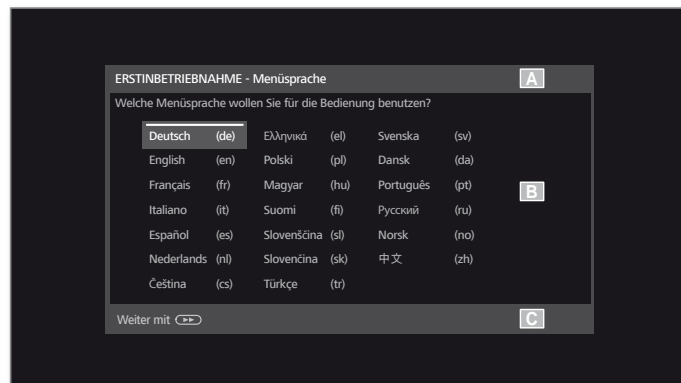 ERSTINBETRIEBNAHME - Menüsprache A
Welche Menüsprache wollen Sie für die Bedienung benutzen?
Deutsch (de) Ελληνικά (el) Svenska (sv)
English (en) Polski (pl) Dansk (da)
Français (fr) Magyar (hu) Português (pt)
B
Italiano (it) Suomi (fi) Русский (ru)
Español (es) Slovenščina (sl) Norsk (no)
Nederlands (nl) Slovenčina (sk) 中文 (zh)
Čeština (cs) Türkçe (tr)
Weiter mit C